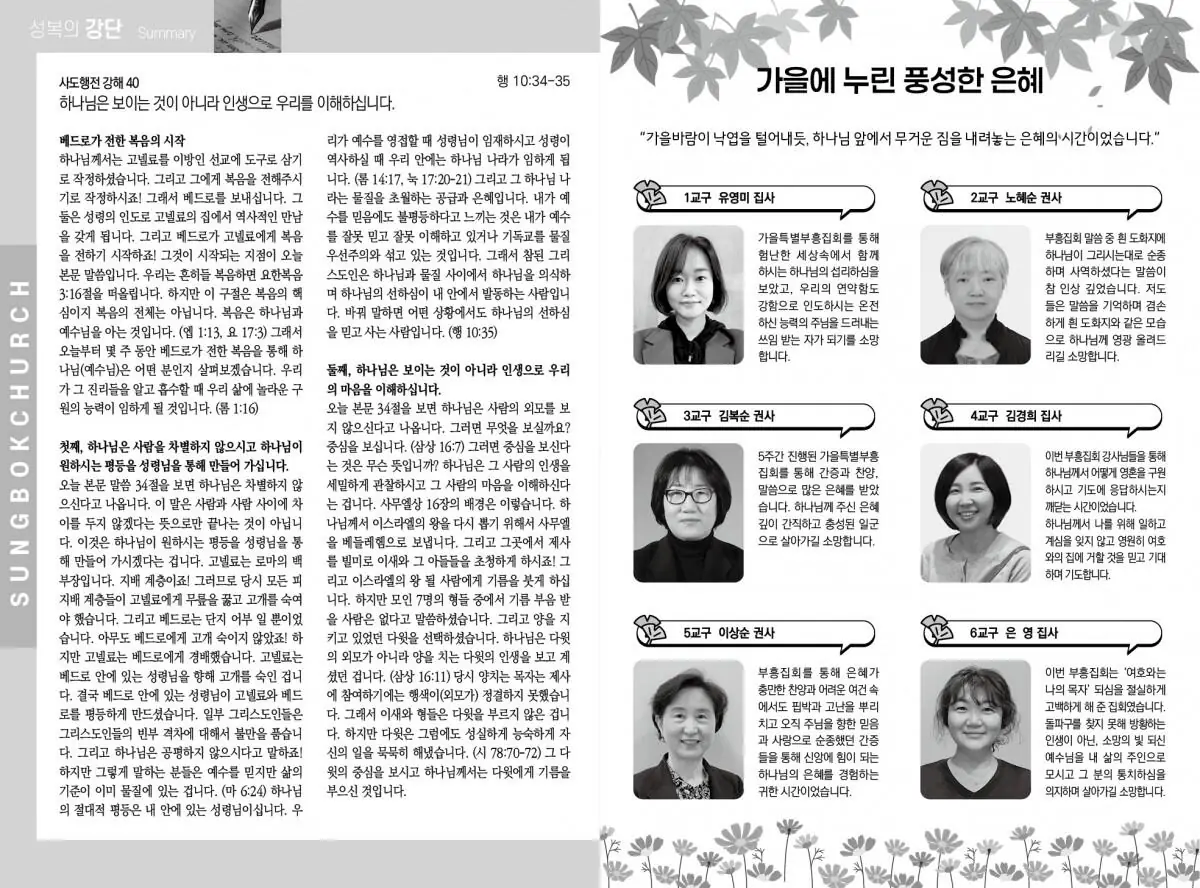 성복의 강단 Summary
SUNGBOKCHURCH
사도행전 강해 40
행 10:34-35
하나님은 보이는 것이 아니라 인생으로 우리를 이해하십니다.
베드로가 전한 복음의 시작
하나님께서는 고넬료를 이방인 선교에 도구로 삼기
로 작정하셨습니다. 그리고 그에게 복음을 전해주시
기로 작정하시죠! 그래서 베드로를 보내십니다. 그
둘은 성령의 인도로 고넬료의 집에서 역사적인 만남
을 갖게 됩니다. 그리고 베드로가 고넬료에게 복음
을 전하기 시작하죠! 그것이 시작되는 지점이 오늘
본문 말씀입니다. 우리는 흔히들 복음하면 요한복음
3:16절을 떠올립니다. 하지만 이 구절은 복음의 핵
심이지 복음의 전체는 아닙니다. 복음은 하나님과
예수님을 아는 것입니다. (엡 1:13, 요 17:3) 그래서
오늘부터 몇 주 동안 베드로가 전한 복음을 통해 하
나님(예수님)은 어떤 분인지 살펴보겠습니다. 우리
가 그 진리들을 알고 흡수할 때 우리 삶에 놀라운 구
원의 능력이 임하게 될 것입니다. (롬 1:16)
첫째, 하나님은 사람을 차별하지 않으시고 하나님이
원하시는 평등을 성령님을 통해 만들어 가십니다.
오늘 본문 말씀 34절을 보면 하나님은 차별하지 않
으신다고 나옵니다. 이 말은 사람과 사람 사이에 차
이를 두지 않겠다는 뜻으로만 끝나는 것이 아닙니
다. 이것은 하나님이 원하시는 평등을 성령님을 통
해 만들어 가시겠다는 겁니다. 고넬료는 로마의 백
부장입니다. 지배 계층이죠! 그러므로 당시 모든 피
지배 계층들이 고넬료에게 무릎을 꿇고 고개를 숙여
야 했습니다. 그리고 베드로는 단지 어부 일 뿐이었
습니다. 아무도 베드로에게 고개 숙이지 않았죠! 하
지만 고넬료는 베드로에게 경배했습니다. 고넬료는
베드로 안에 있는 성령님을 향해 고개를 숙인 겁니
다. 결국 베드로 안에 있는 성령님이 고넬료와 베드
로를 평등하게 만드셨습니다. 일부 그리스도인들은
그리스도인들의 빈부 격차에 대해서 불만을 품습니
다. 그리고 하나님은 공평하지 않으시다고 말하죠!
하지만 그렇게 말하는 분들은 예수를 믿지만 삶의
기준이 이미 물질에 있는 겁니다. (마 6:24) 하나님
의 절대적 평등은 내 안에 있는 성령님이십니다. 우
리가 예수를 영접할 때 성령님이 임재하시고 성령이
역사하실 때 우리 안에는 하나님 나라가 임하게 됩
니다. (롬 14:17, 눅 17:20-21) 그리고 그 하나님 나
라는 물질을 초월하는 공급과 은혜입니다. 내가 예
수를 믿음에도 불평등하다고 느끼는 것은 내가 예수
를 잘못 믿고 잘못 이해하고 있거나 기독교를 물질
우선주의와 섞고 있는 것입니다. 그래서 참된 그리
스도인은 하나님과 물질 사이에서 하나님을 의식하
며 하나님의 선하심이 내 안에서 발동하는 사람입니
다. 바꿔 말하면 어떤 상황에서도 하나님의 선하심
을 믿고 사는 사람입니다. (행 10:35)
둘째, 하나님은 보이는 것이 아니라 인생으로 우리
의 마음을 이해하십니다.
오늘 본문 34절을 보면 하나님은 사람의 외모를 보
지 않으신다고 나옵니다. 그러면 무엇을 보실까요?
중심을 보십니다. (삼상 16:7) 그러면 중심을 보신다
는 것은 무슨 뜻입니까? 하나님은 그 사람의 인생을
세밀하게 관찰하시고 그 사람의 마음을 이해하신다
는 겁니다. 사무엘상 16장의 배경은 이렇습니다. 하
나님께서 이스라엘의 왕을 다시 뽑기 위해서 사무엘
을 베들레헴으로 보냅니다. 그리고 그곳에서 제사
를 빌미로 이새와 그 아들들을 초청하게 하시죠! 그
리고 이스라엘의 왕 될 사람에게 기름을 붓게 하십
니다. 하지만 모인 7명의 형들 중에서 기름 부음 받
을 사람은 없다고 말씀하셨습니다. 그리고 양을 지
키고 있었던 다윗을 선택하셨습니다. 하나님은 다윗
의 외모가 아니라 양을 치는 다윗의 인생을 보고 계
셨던 겁니다. (삼상 16:11) 당시 양치는 목자는 제사
에 참여하기에는 행색이(외모가) 정결하지 못했습니
다. 그래서 이새와 형들은 다윗을 부르지 않은 겁니
다. 하지만 다윗은 그럼에도 성실하게 능숙하게 자
신의 일을 묵묵히 해냈습니다. (시 78:70-72) 그 다
윗의 중심을 보시고 하나님께서는 다윗에게 기름을
부으신 것입니다.
가을에 누린 풍성한 은혜
“가을바람이 낙엽을 털어내듯, 하나님 앞에서 무거운 짐을 내려놓는 은혜의 시간이었습니다.”
1교구 유영미 집사
가을특별부흥집회를 통해
험난한 세상속에서 함께
하시는 하나님의 섭리하심을
보았고, 우리의 연약함도
강함으로 인도하시는 온전
하신 능력의 주님을 드러내는
쓰임 받는 자가 되기를 소망
합니다.
2교구 노혜순 권사
부흥집회 말씀 중 흰 도화지에
하나님이 그리시는대로 순종
하며 사역하셨다는 말씀이
참 인상 깊었습니다. 저도
들은 말씀을 기억하며 겸손
하게 흰 도화지와 같은 모습
으로 하나님께 영광 올려드
리길 소망합니다.
3교구 김복순 권사
5주간 진행된 가을특별부흥
집회를 통해 간증과 찬양,
말씀으로 많은 은혜를 받았
습니다. 하나님께 주신 은혜
깊이 간직하고 충성된 일군
으로 살아가길 소망합니다.
4교구 김경희 집사
이번 부흥집회 강사님들을 통해
하나님께서 어떻게 영혼을 구원
하시고 기도에 응답하시는지
깨닫는 시간이었습니다.
하나님께서 나를 위해 일하고
계심을 잊지 않고 영원히 여호
와의 집에 거할 것을 믿고 기대
하며 기도합니다.
5교구 이상순 권사
부흥집회를 통해 은혜가
충만한 찬양과 어려운 여건 속
에서도 핍박과 고난을 뿌리
치고 오직 주님을 향한 믿음
과 사랑으로 순종했던 간증
들을 통해 신앙에 힘이 되는
하나님의 은혜를 경험하는
귀한 시간이었습니다.
6교구 은 영 집사
이번 부흥집회는 ‘여호와는
나의 목자’ 되심을 절실하게
고백하게 해 준 집회였습니다.
돌파구를 찾지 못해 방황하는
인생이 아닌, 소망의 빛 되신
예수님을 내 삶의 주인으로
모시고 그 분의 통치하심을
의지하며 살아가길 소망합니다.